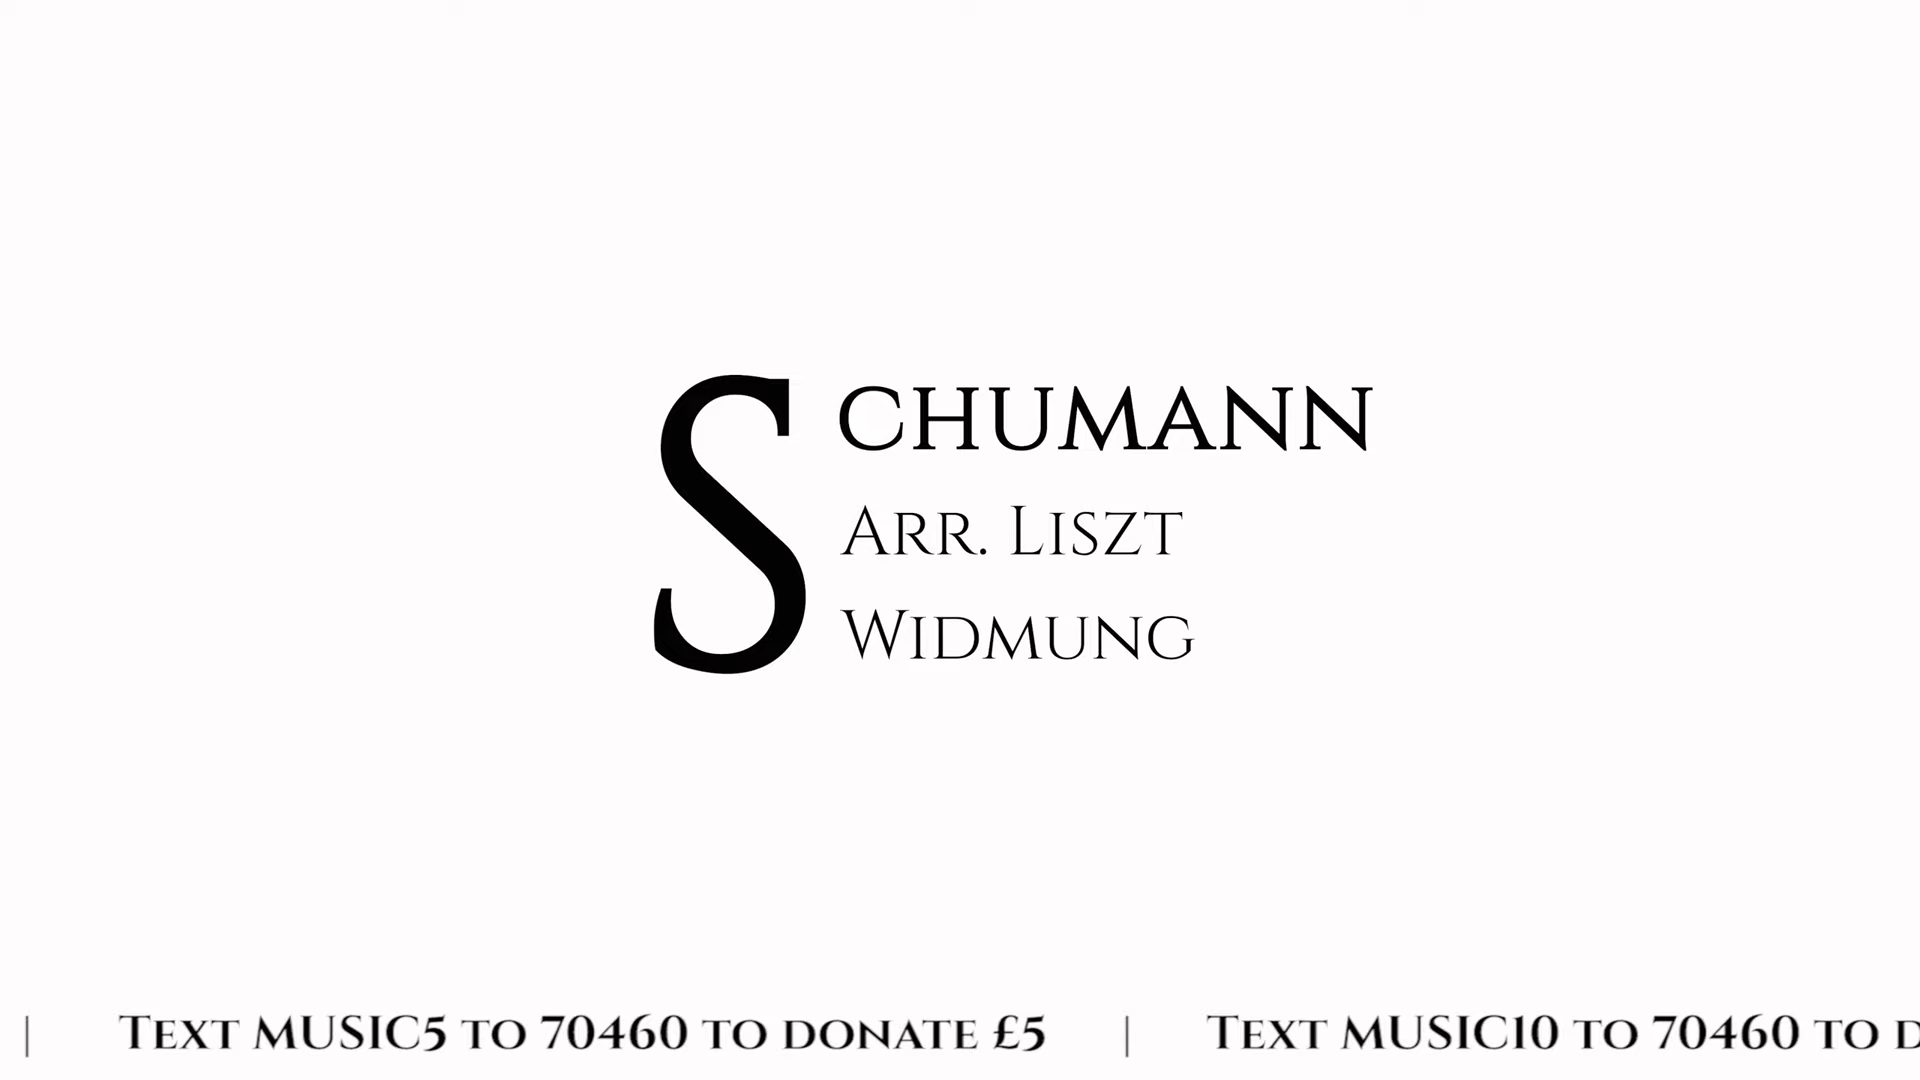 Schumann
Arr. Liszt
Widmung
| Text MUSIC5 to 70460 to donate £5 | Text MUSIC10 to 70460 to